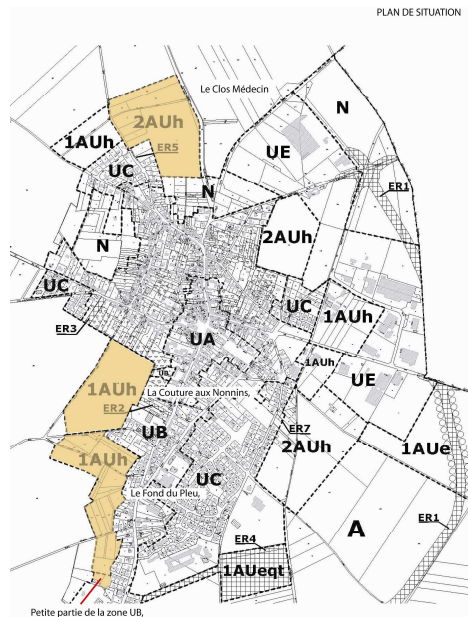 PLAN DE SITUATION
Le Clos Médecin
N
2AUh
1AUh
UE
ER5
UC
ER1
N
2AUh
N
UC
UC
1AUh
ER3
UA
1AUh
UB
UE
1AUh
La Couture aux Nonnins,
ER2
ER7
UB
2AUh
1AUe
1AUh
UC
Le Fond du Pleu,
ER1
A
ER4
1AUeqt
Petite partie de la zone UB,